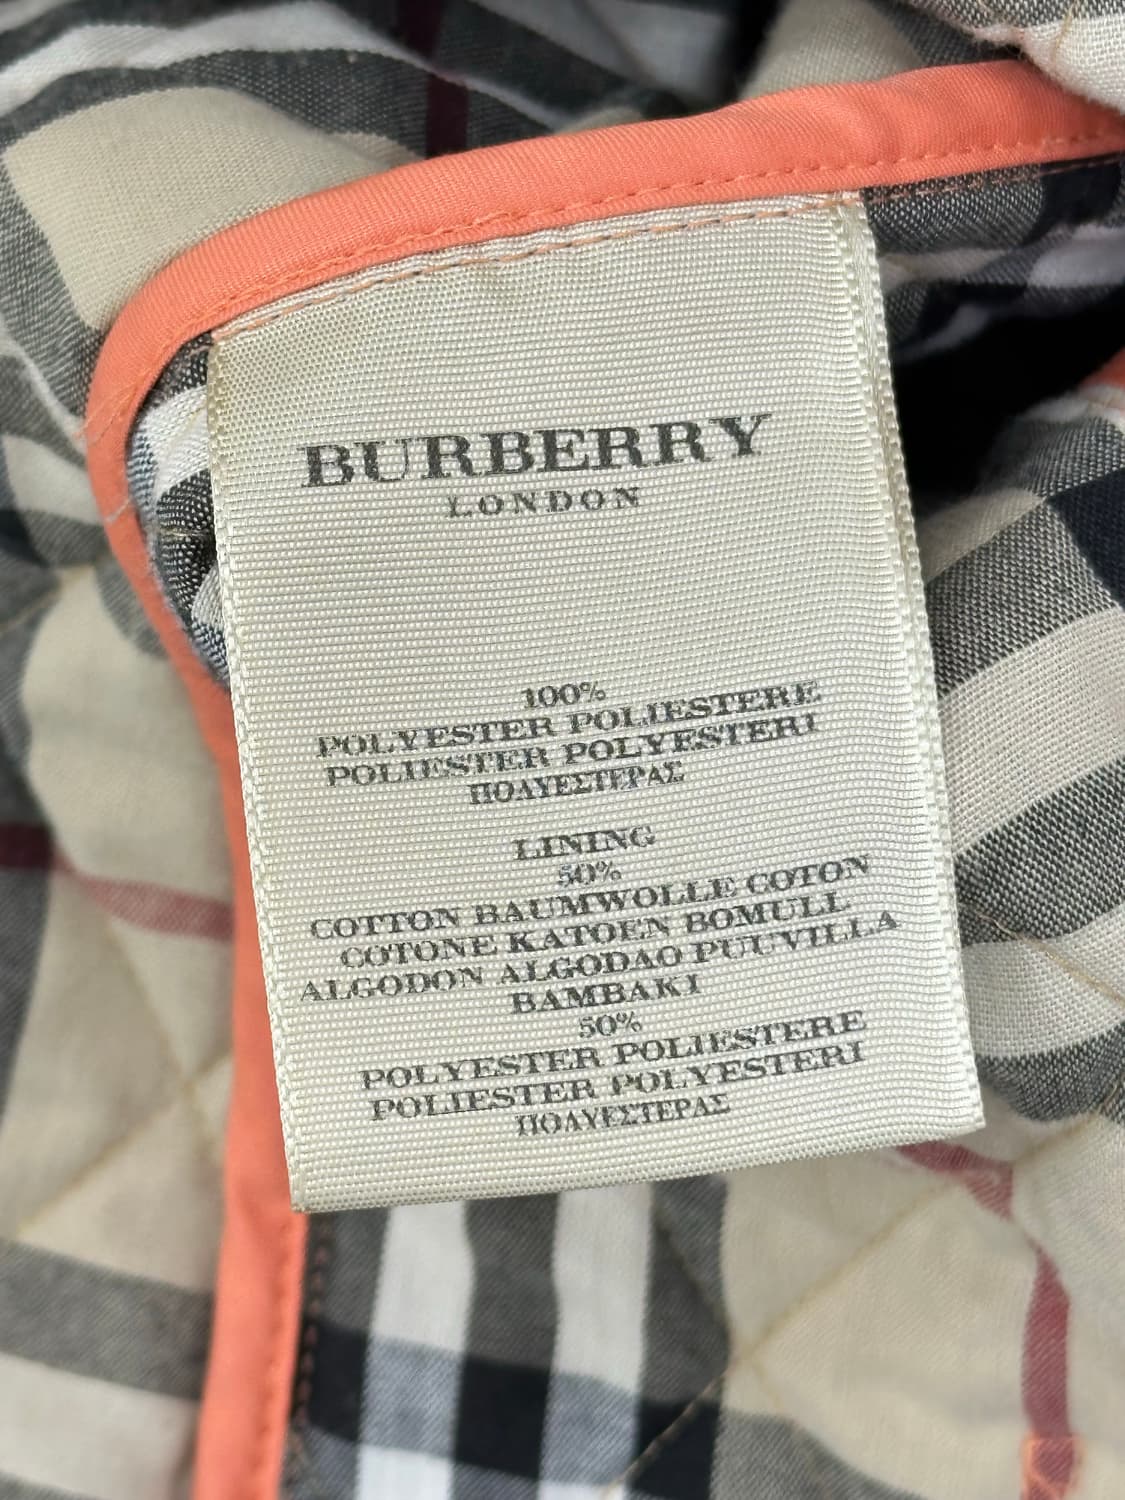 BURBERRY
LONDON
100%
POLYESTER POLIESTERE
POLIESTER POLYESTERI
ΠΟΛΥΕΣΤΕΡΑΣ
LINING
50%
COTTON BAUMWOLLE COTON
COTONE KATOEN BOMULL
ALGODON ALGODAO PUUVILLA
BAMBAKI
50%
POLYESTER POLIESTERE
POLIESTER POLYESTERI
ΠΟΛΥΕΣΤΕΡΑΣ